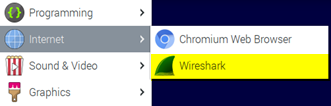 Programming
Internet
Chromium Web Browser
Sound & Video
Wireshark
Graphics